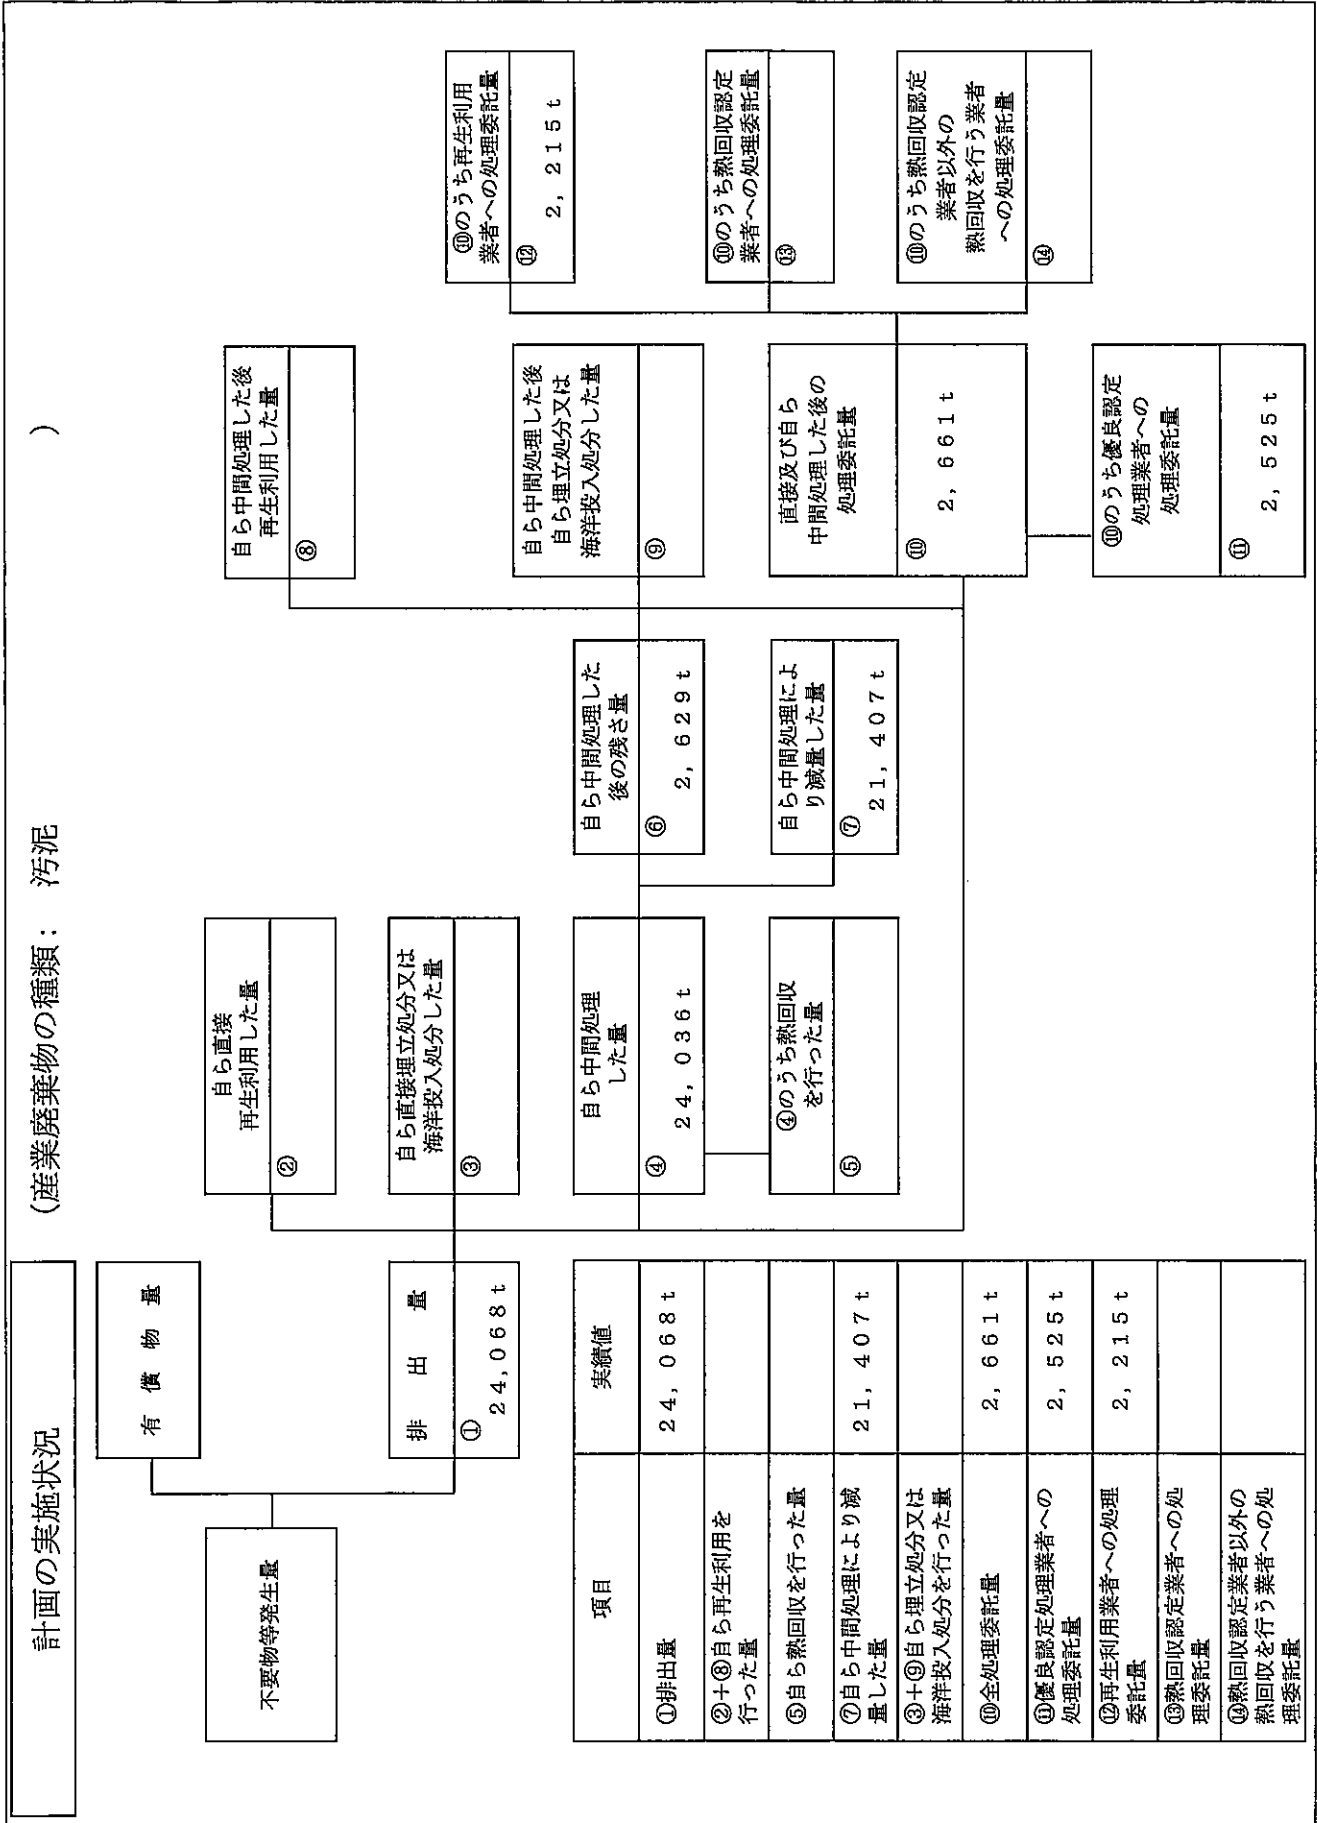 計画の実施状況
(産業廃棄物の種類： 汚泥 )
不要物等発生量
有償物量
排出量
① 24,068t
自ら直接
再生利用した量
②
自ら直接埋立処分又は
海洋投入処分した量
③
自ら中間処理
した量
④ 24,036t
④のうち熱回収
を行った量
⑤
自ら中間処理した
後の残さ量
⑥ 2,629t
自ら中間処理によ
り減量した量
⑦ 21,407t
自ら中間処理した後
再生利用した量
⑧
自ら中間処理した後
自ら埋立処分又は
海洋投入処分した量
⑨
直接及び自ら
中間処理した後の
処理委託量
⑩ 2,661t
⑩のうち優良認定
処理業者への
処理委託量
⑪ 2,525t
⑩のうち再生利用
業者への処理委託量
⑫ 2,215t
⑩のうち熱回収認定
業者への処理委託量
⑬
⑩のうち熱回収認定
業者以外の
熱回収を行う業者
への処理委託量
⑭
項目 実績値
①排出量 24,068t
②＋⑧自ら再生利用を
行った量
⑤自ら熱回収を行った量
⑦自ら中間処理により減
量した量 21,407t
③＋⑨自ら埋立処分又は
海洋投入処分を行った量
⑩全処理委託量 2,661t
⑪優良認定処理業者への
処理委託量 2,525t
⑫再生利用業者への処理
委託量 2,215t
⑬熱回収認定業者への処
理委託量
⑭熱回収認定業者以外の
熱回収を行う業者への処
理委託量